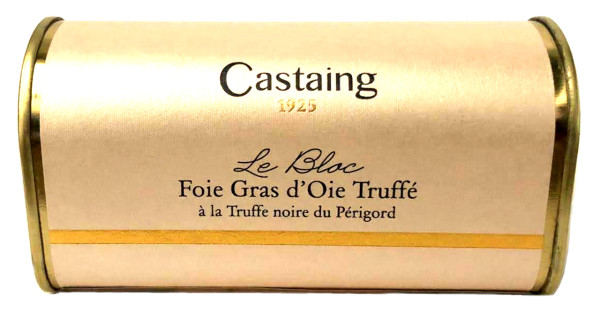 Castaing
1925
Le Bloc
Foie Gras d'Oie Truffé
à la Truffe noire du Périgord